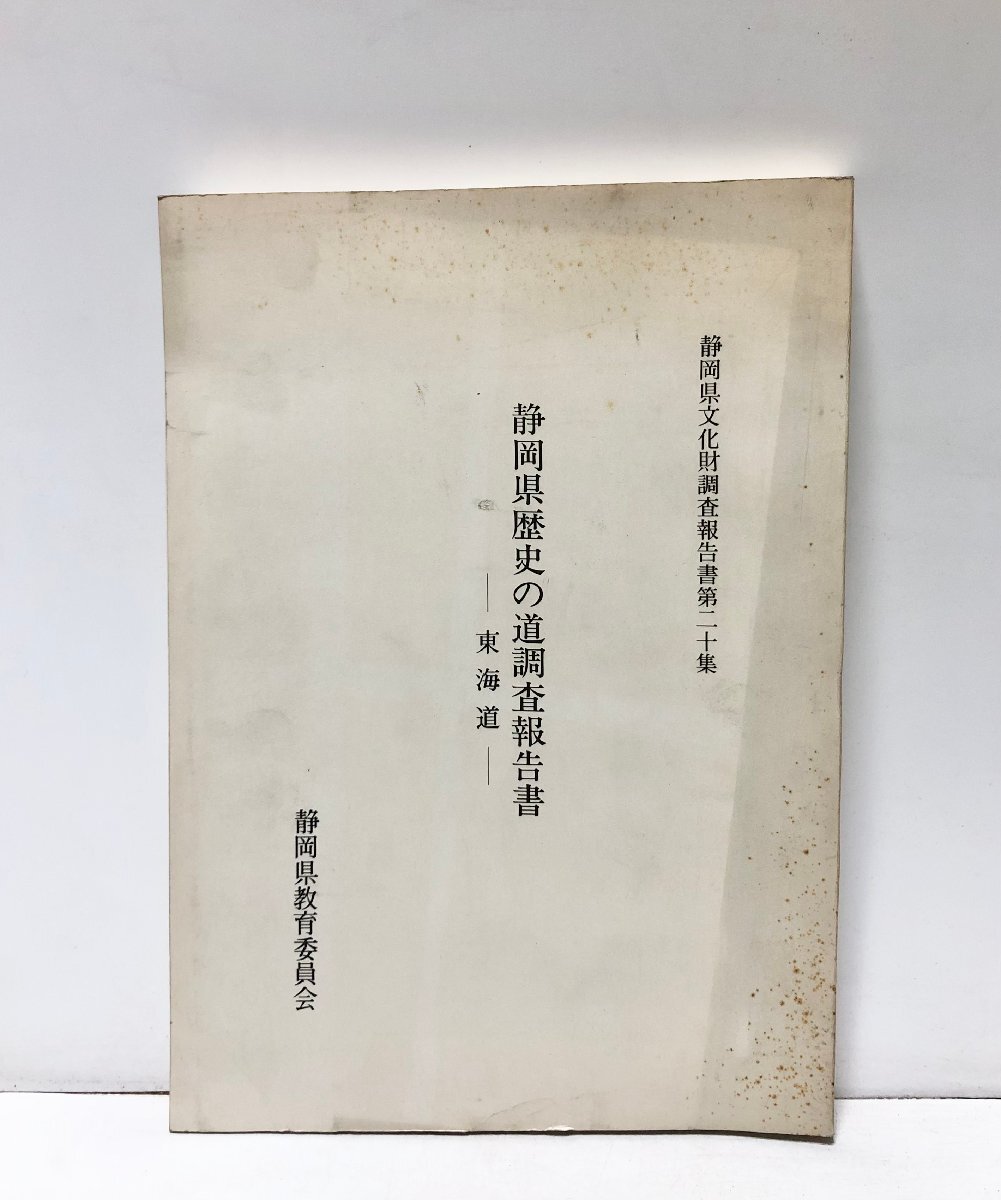 静岡県文化財調査報告書第二十集
静岡県歴史の道調査報告書
―東海道―
静岡県教育委員会